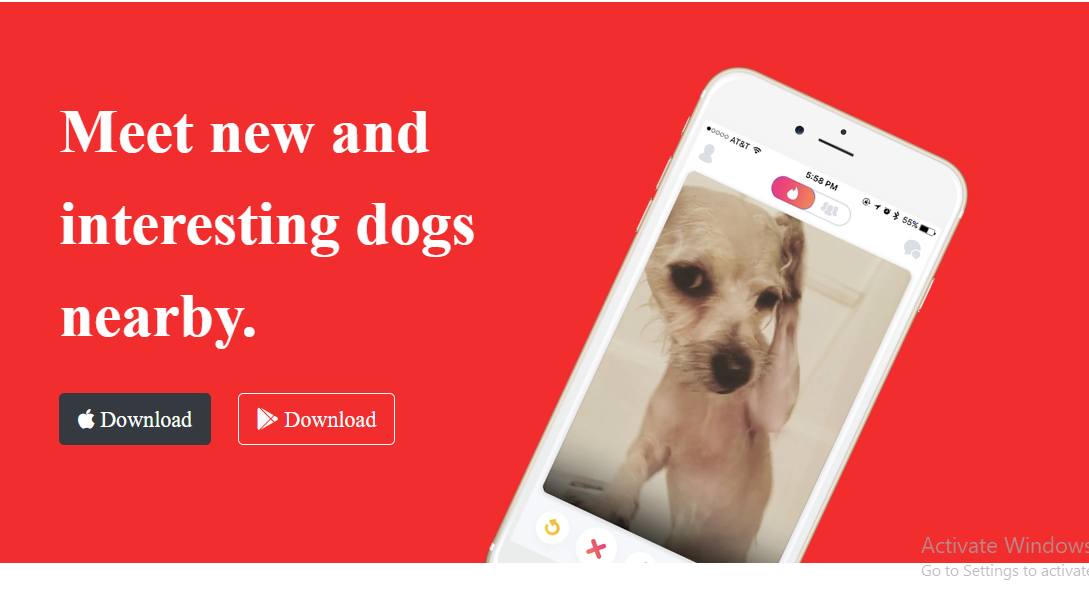 Meet new and
interesting dogs
nearby.
Download
Download
AT&T
5:58 PM
55%
Activate Windows
Go to Settings to activate